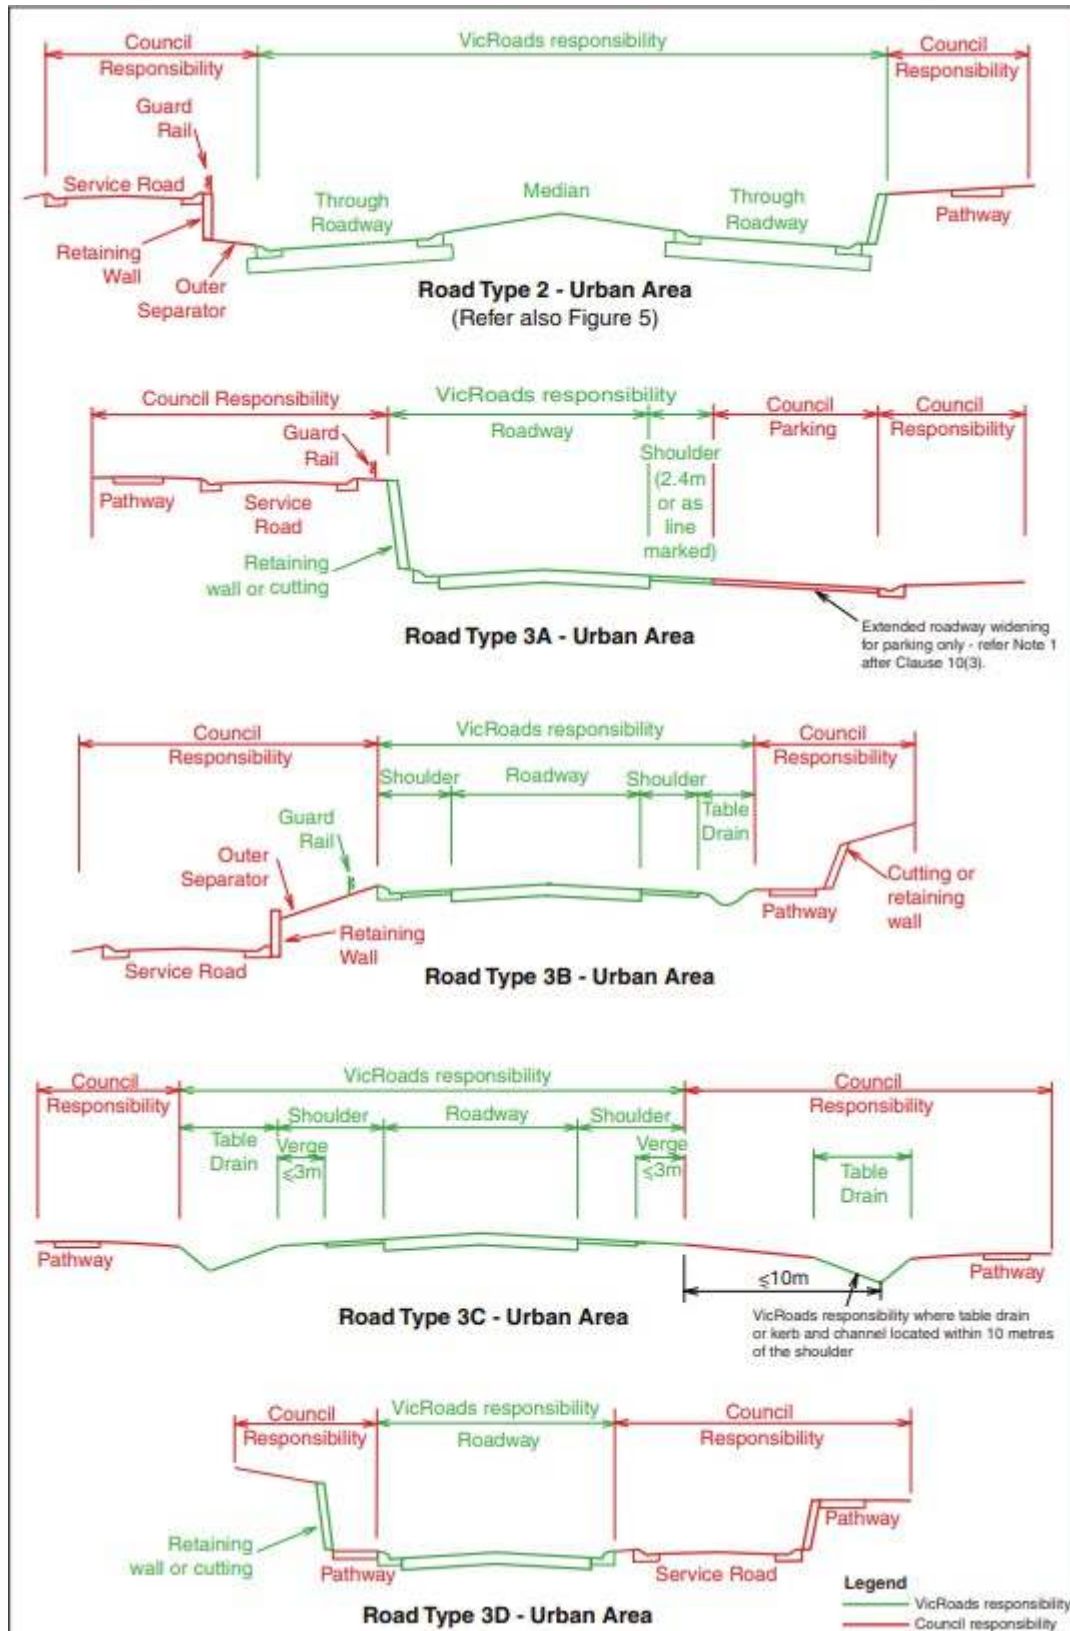 Council
Responsibility
VicRoads responsibility
Council
Responsibility
Guard
Rail
Service Road
Through
Roadway
Median
Through
Roadway
Pathway
Retaining
Wall
Outer
Separator
Road Type 2 - Urban Area
(Refer also Figure 5)
Council Responsibility
VicRoads responsibility
Roadway
Council
Parking
Council
Responsibility
Guard
Rail
Shoulder
(2.4m
or as
line
marked)
Pathway
Service
Road
Retaining
wall or cutting
Extended roadway widening
for parking only - refer Note 1
after Clause 10(3).
Road Type 3A - Urban Area
Council
Responsibility
VicRoads responsibility
Council
Responsibility
Shoulder
Roadway
Shoulder
Table
Drain
Guard
Rail
Outer
Separator
Cutting or
retaining
wall
Pathway
Retaining
Wall
Service Road
Road Type 3B - Urban Area
Council
Responsibility
VicRoads responsibility
Council
Responsibility
Table
Drain
Shoulder
Verge
⩽3m
Roadway
Shoulder
Verge
⩽3m
Table
Drain
Pathway
Pathway
⩽10m
VicRoads responsibility where table drain
or kerb and channel located within 10 metres
of the shoulder
Road Type 3C - Urban Area
Council
Responsibility
VicRoads responsibility
Roadway
Council
Responsibility
Retaining
wall or cutting
Pathway
Service Road
Pathway
Road Type 3D - Urban Area
Legend
VicRoads responsibility
Council responsibility